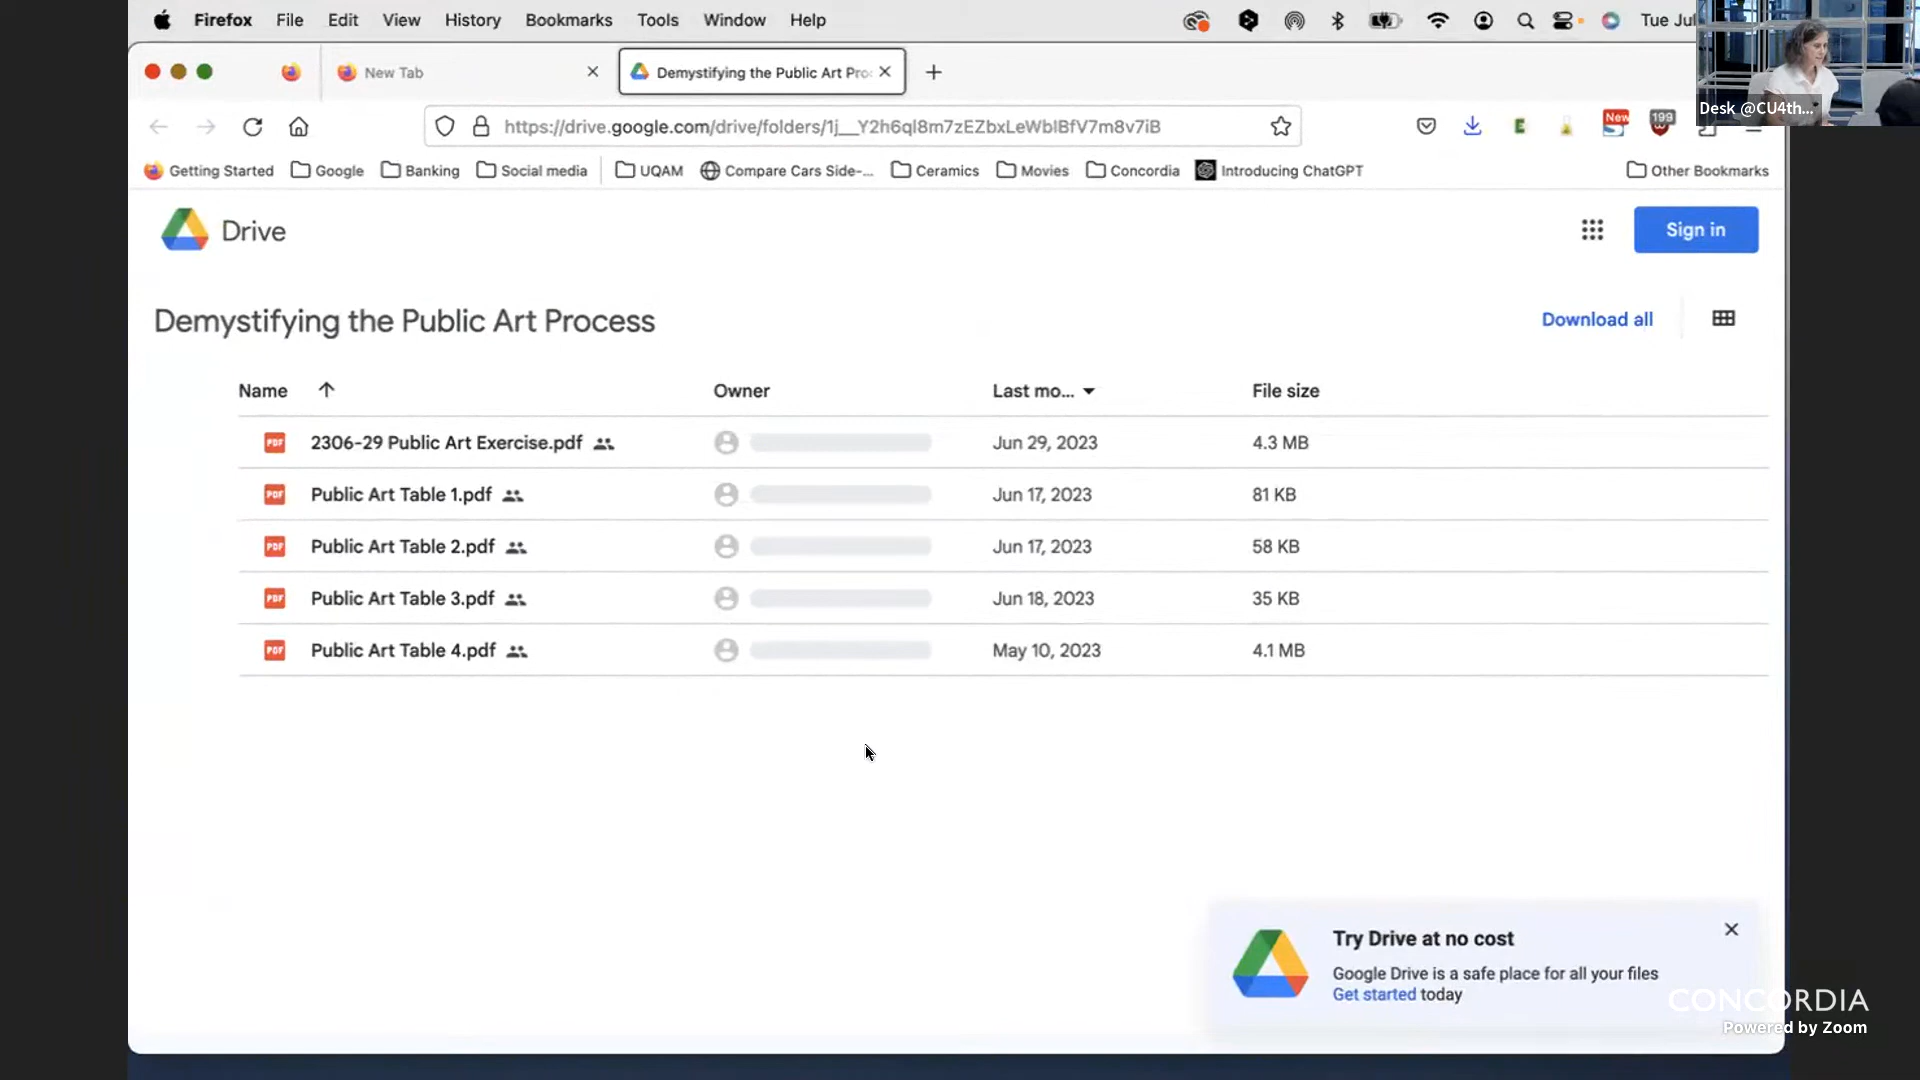 Firefox File Edit View History Bookmarks Tools Window Help Tue Jul
New Tab Demystifying the Public Art Pro
https://drive.google.com/drive/folders/1j__Y2h6ql8m7zEZbxLeWblBfV7m8v7iB New 199
Desk @CU4th...
Getting Started Google Banking Social media UQAM Compare Cars Side-... Ceramics Movies Concordia Introducing ChatGPT Other Bookmarks
Drive Sign in
Demystifying the Public Art Process Download all
Name Owner Last mo... File size
PDF 2306-29 Public Art Exercise.pdf Jun 29, 2023 4.3 MB
PDF Public Art Table 1.pdf Jun 17, 2023 81 KB
PDF Public Art Table 2.pdf Jun 17, 2023 58 KB
PDF Public Art Table 3.pdf Jun 18, 2023 35 KB
PDF Public Art Table 4.pdf May 10, 2023 4.1 MB
Try Drive at no cost
Google Drive is a safe place for all your files
Get started today
CONCORDIA
Powered by Zoom